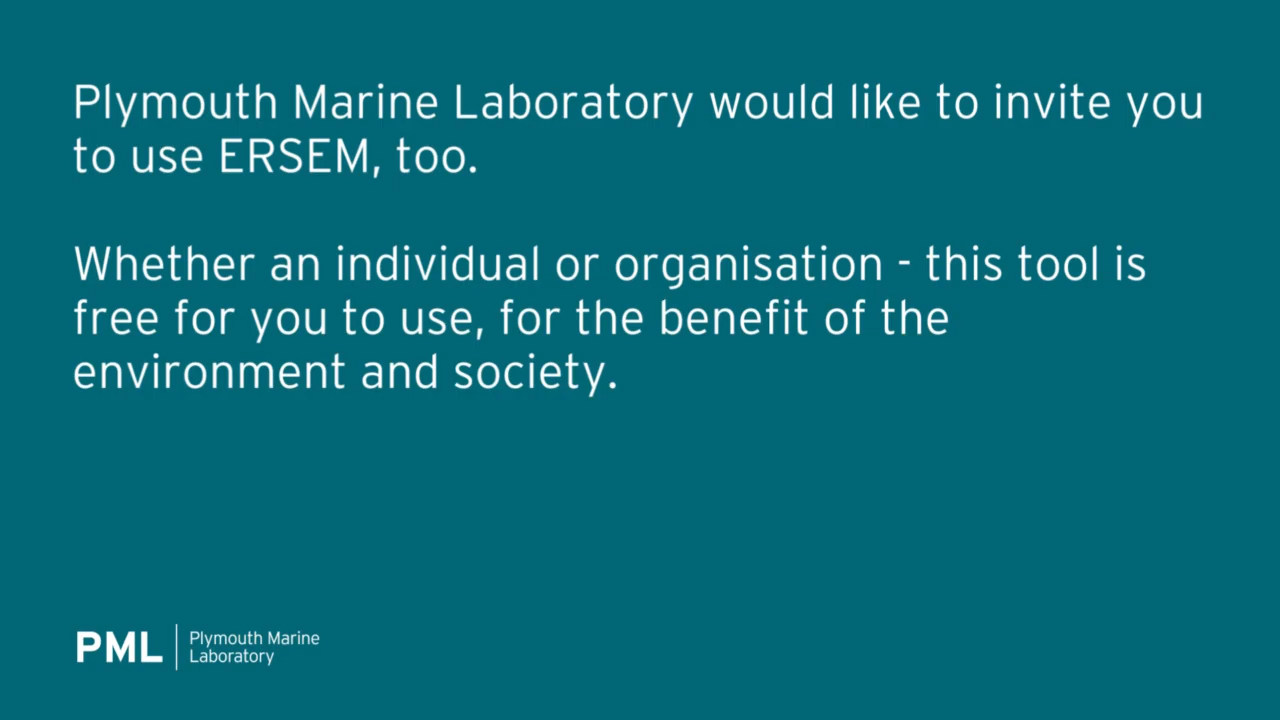 Plymouth Marine Laboratory would like to invite you
to use ERSEM, too.
Whether an individual or organisation - this tool is
free for you to use, for the benefit of the
environment and society.
PML
Plymouth Marine
Laboratory